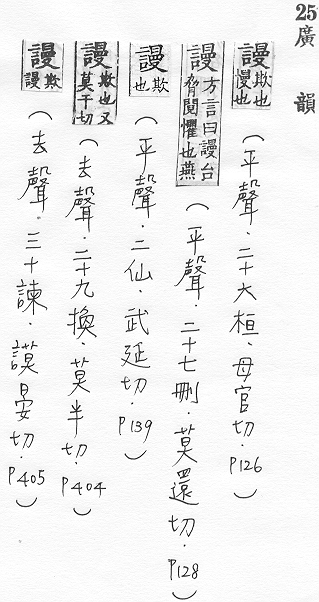 25 廣韻
謾 欺也慢也（平聲．二十六桓．母官切．P126）
謾 方言曰謾台脅鬩懼也燕（平聲．二十七刪．莫還切．P128）
謾 欺也（平聲．二仙．武延切．P139）
謾 欺也又莫干切（去聲．二十九換．莫半切．P404）
謾 欺謾（去聲．三十諫．謨晏切．P405）